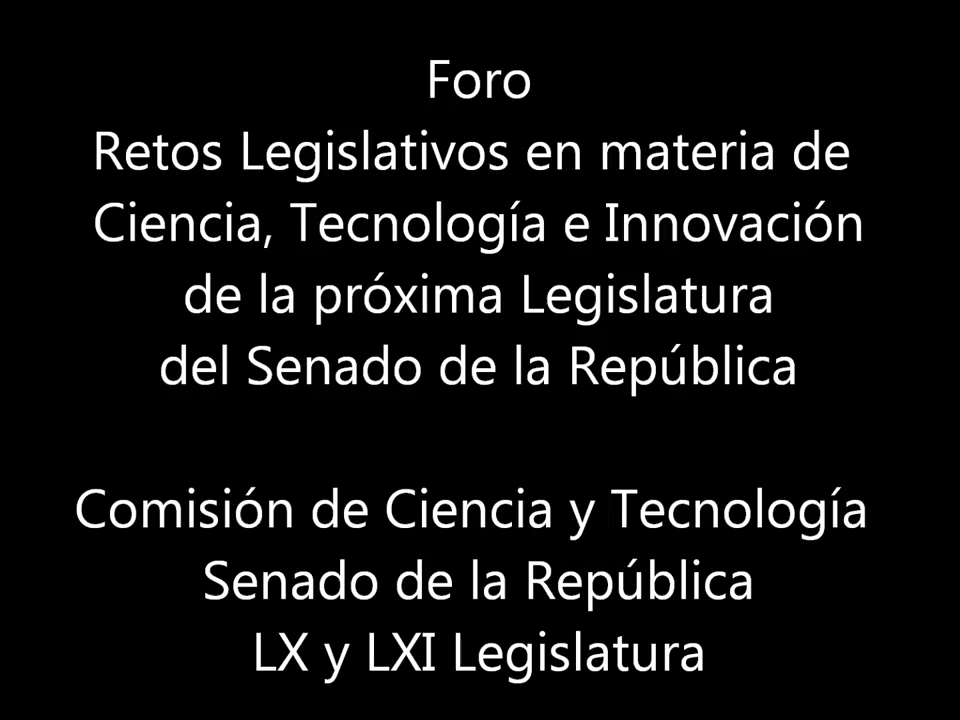 Foro
Retos Legislativos en materia de
Ciencia, Tecnología e Innovación
de la próxima Legislatura
del Senado de la República
Comisión de Ciencia y Tecnología
Senado de la República
LX y LXI Legislatura